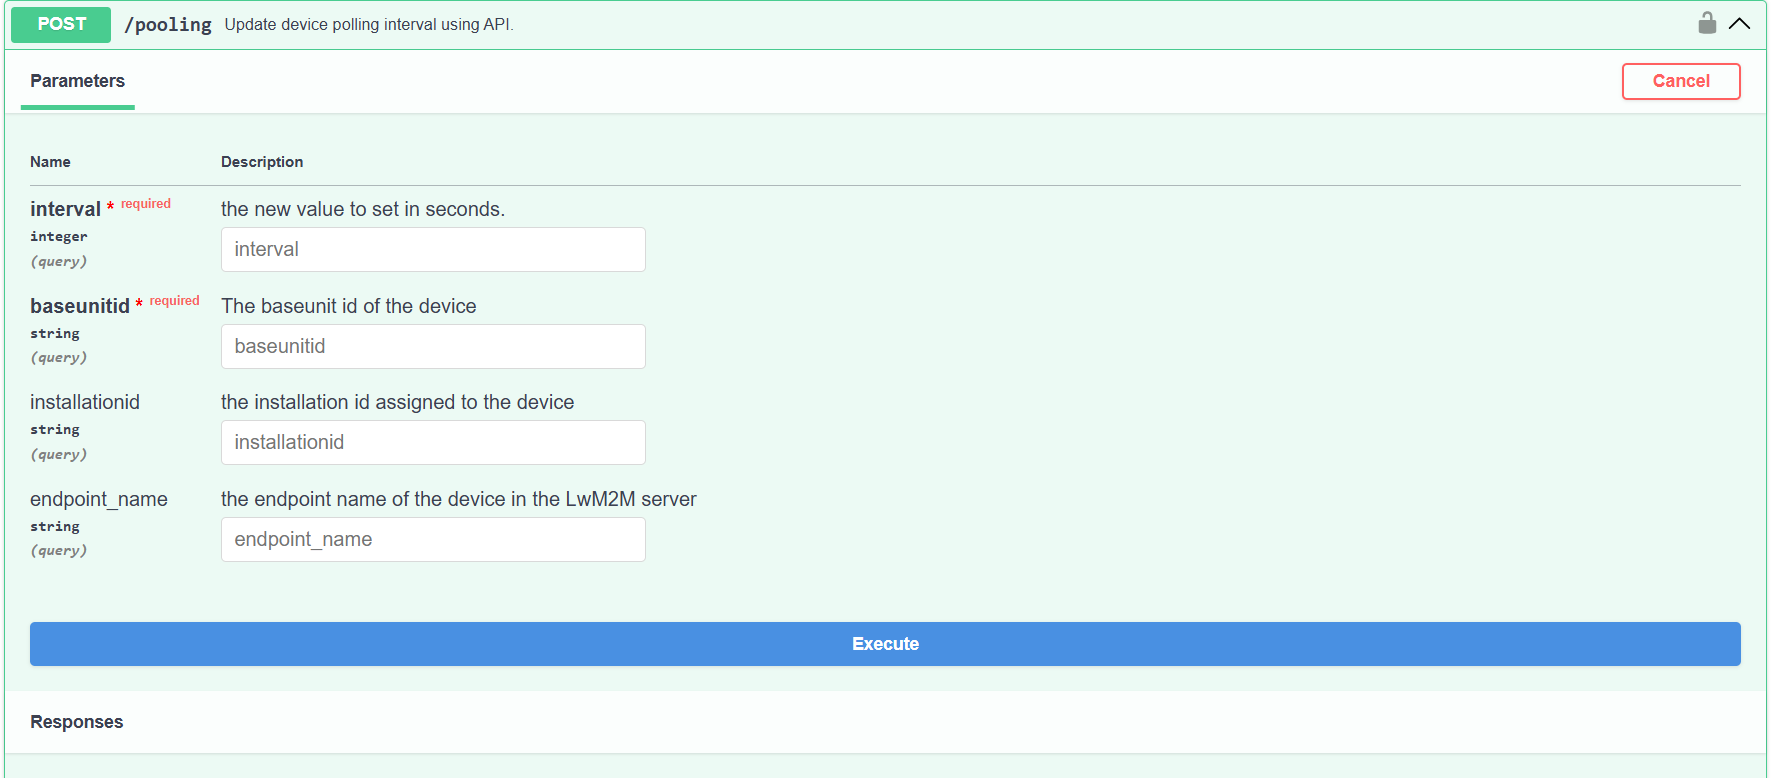 POST /pooling Update device polling interval using API.
Parameters Cancel
Name Description
interval * required the new value to set in seconds.
integer
(query) interval
baseunitid * required The baseunit id of the device
string
(query) baseunitid
installationid the installation id assigned to the device
string
(query) installationid
endpoint_name the endpoint name of the device in the LwM2M server
string
(query) endpoint_name
Execute
Responses